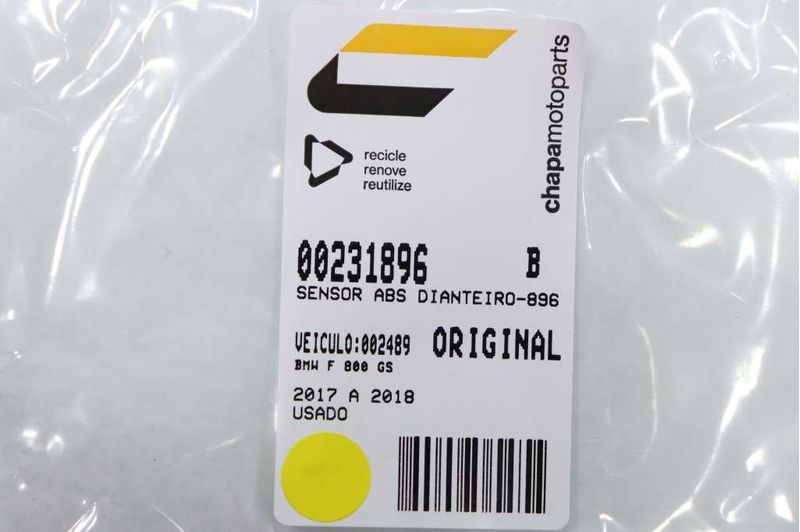 chapamotoparts
recicle
renove
reutilize
00231896 B
SENSOR ABS DIANTEIRO-896
VEICULO:002489 ORIGINAL
BMW F 800 GS
2017 A 2018
USADO